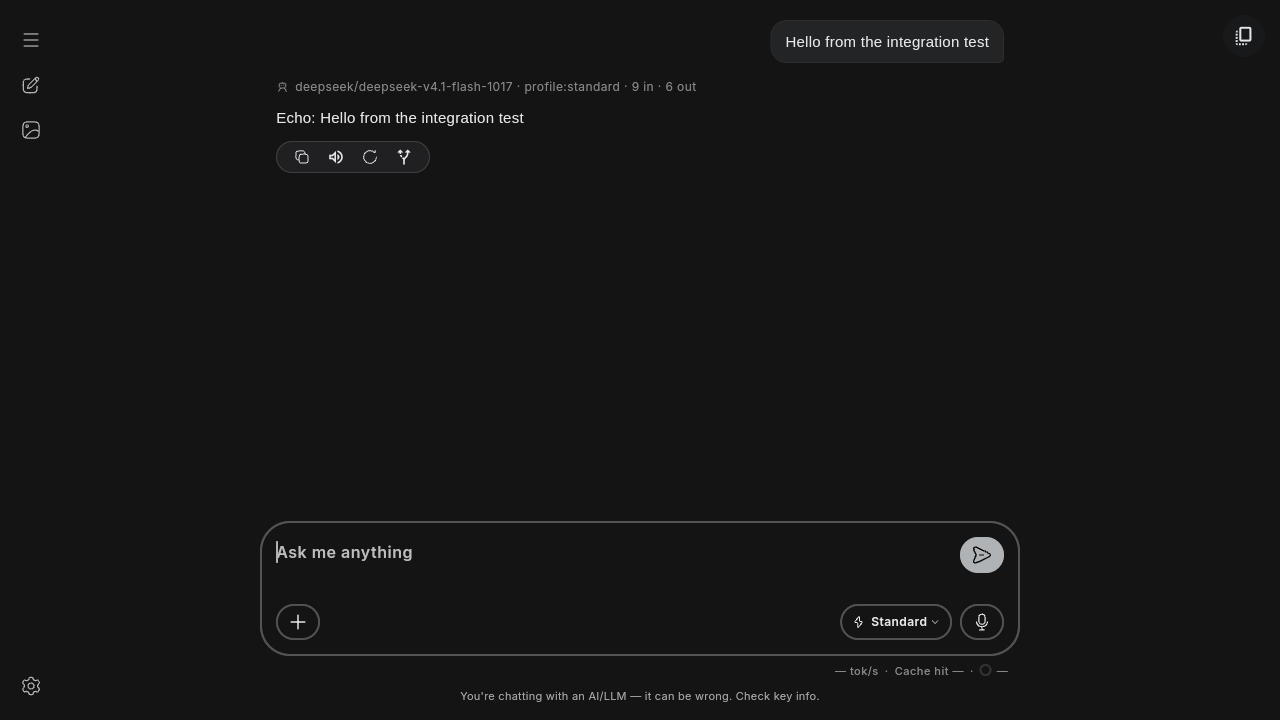 Hello from the integration test
deepseek/deepseek-v4.1-flash-1017 · profile:standard · 9 in · 6 out
Echo: Hello from the integration test
Ask me anything
Standard
— tok/s · Cache hit — · —
You're chatting with an AI/LLM — it can be wrong. Check key info.